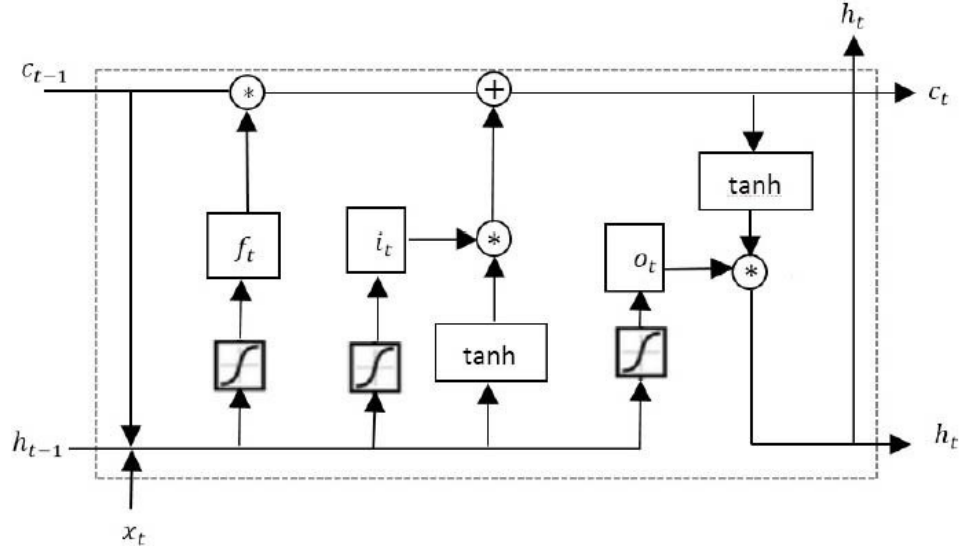 h_t
c_{t-1}
*
+
c_t
tanh
f_t
i_t
*
o_t
*
tanh
h_{t-1}
h_t
x_t